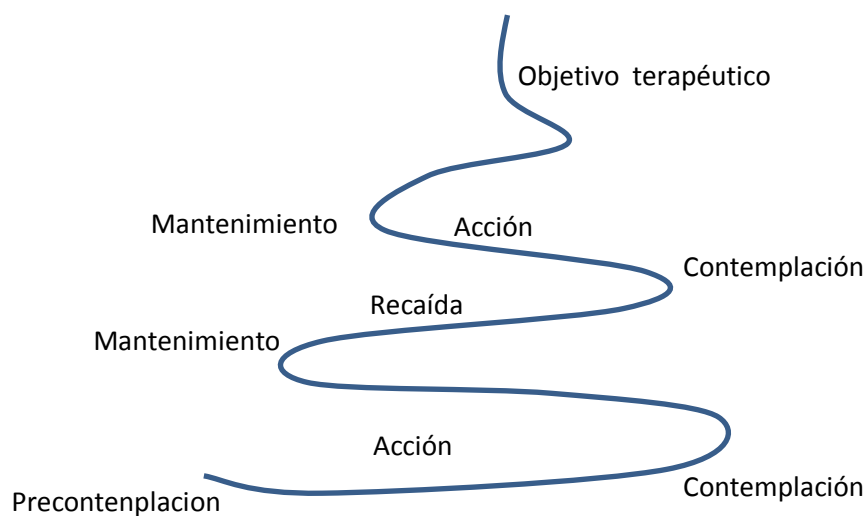 Objetivo terapéutico
Mantenimiento
Acción
Contemplación
Recaída
Mantenimiento
Acción
Contemplación
Precontenplacion